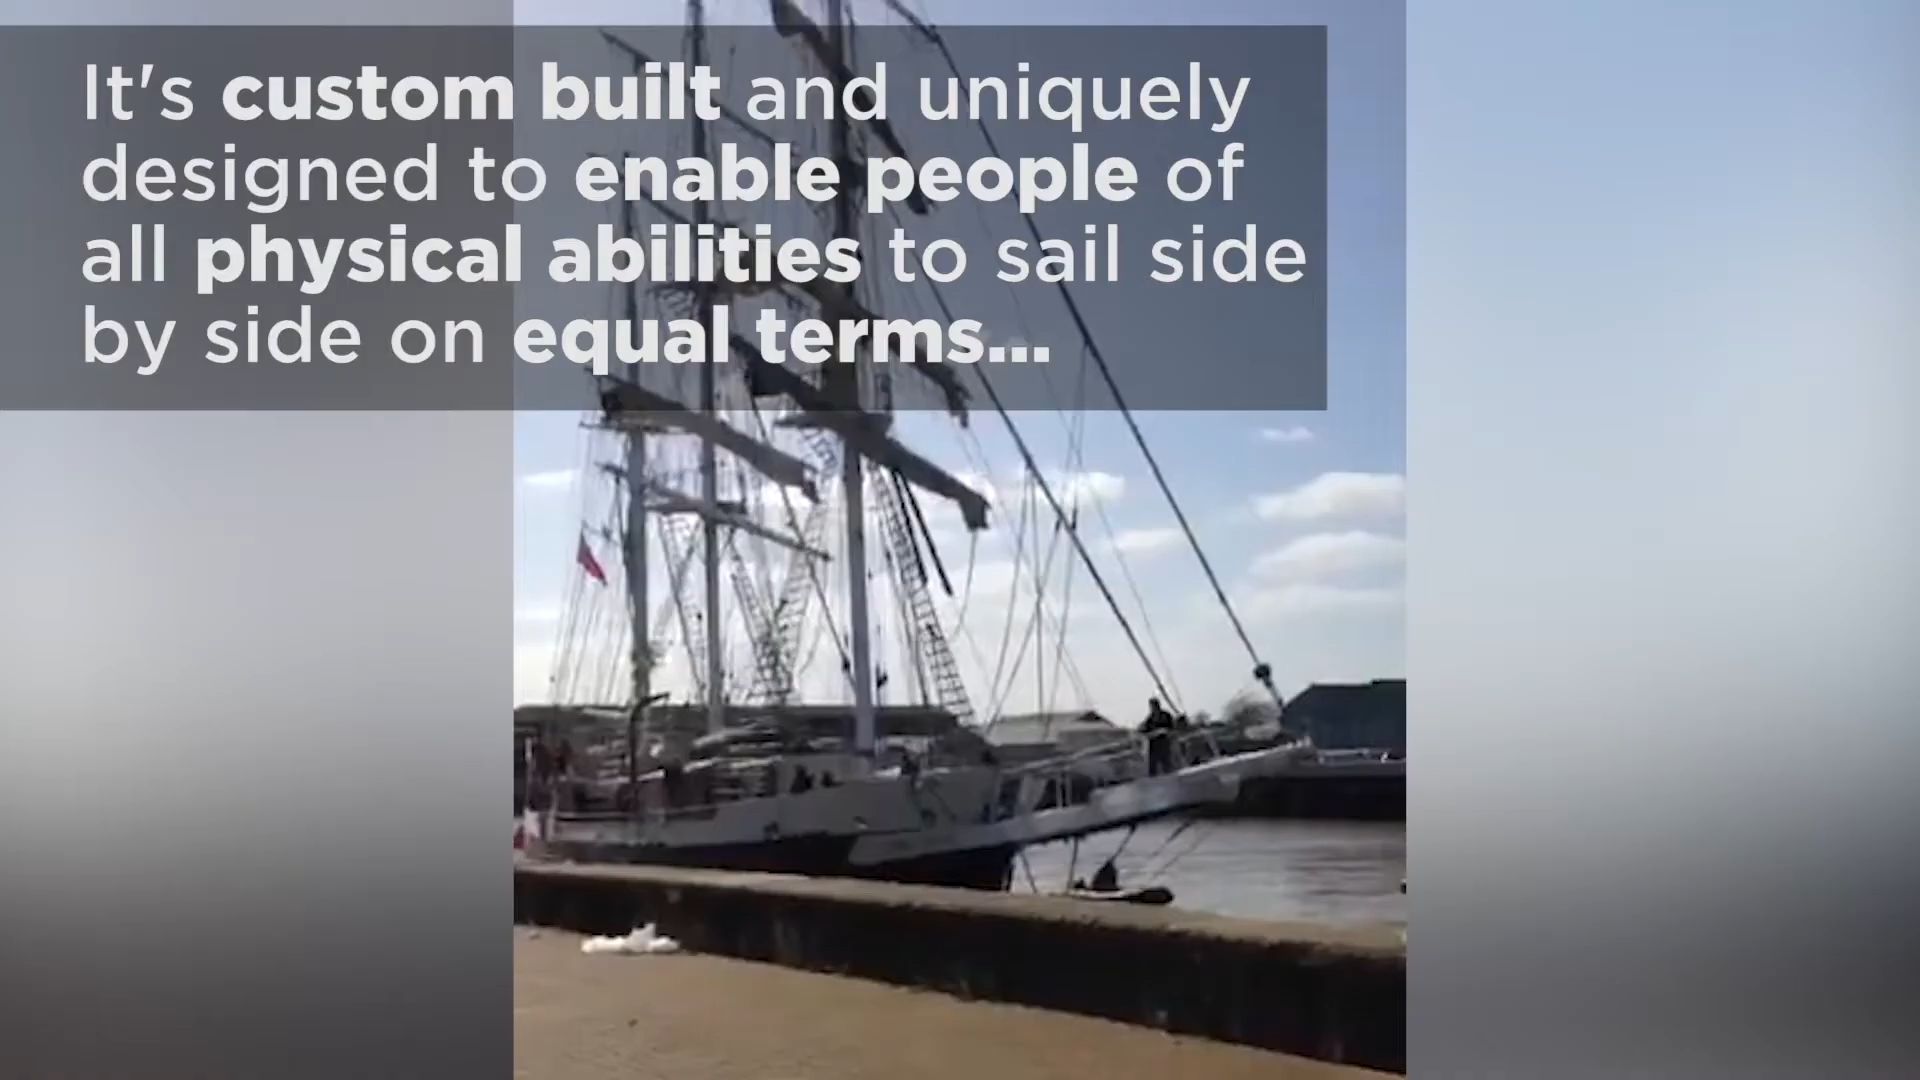 It's custom built and uniquely
designed to enable people of
all physical abilities to sail side
by side on equal terms...